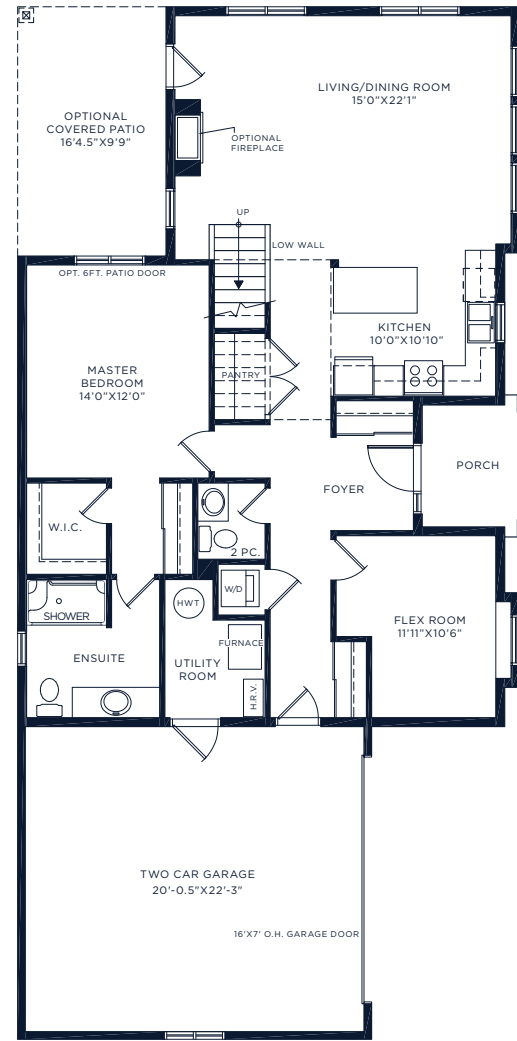 LIVING/DINING ROOM
15'0"X22'1"
OPTIONAL
COVERED PATIO
16'4.5"X9'9"
OPTIONAL
FIREPLACE
UP
LOW WALL
OPT. 6FT. PATIO DOOR
KITCHEN
10'0"X10'10"
MASTER
BEDROOM
14'0"X12'0"
PANTRY
PORCH
FOYER
W.I.C.
2 PC.
W/D
HWT
SHOWER
FLEX ROOM
11'11"X10'6"
FURNACE
ENSUITE
UTILITY
ROOM
H.R.V.
TWO CAR GARAGE
20'-0.5"X22'-3"
16'X7' O.H. GARAGE DOOR